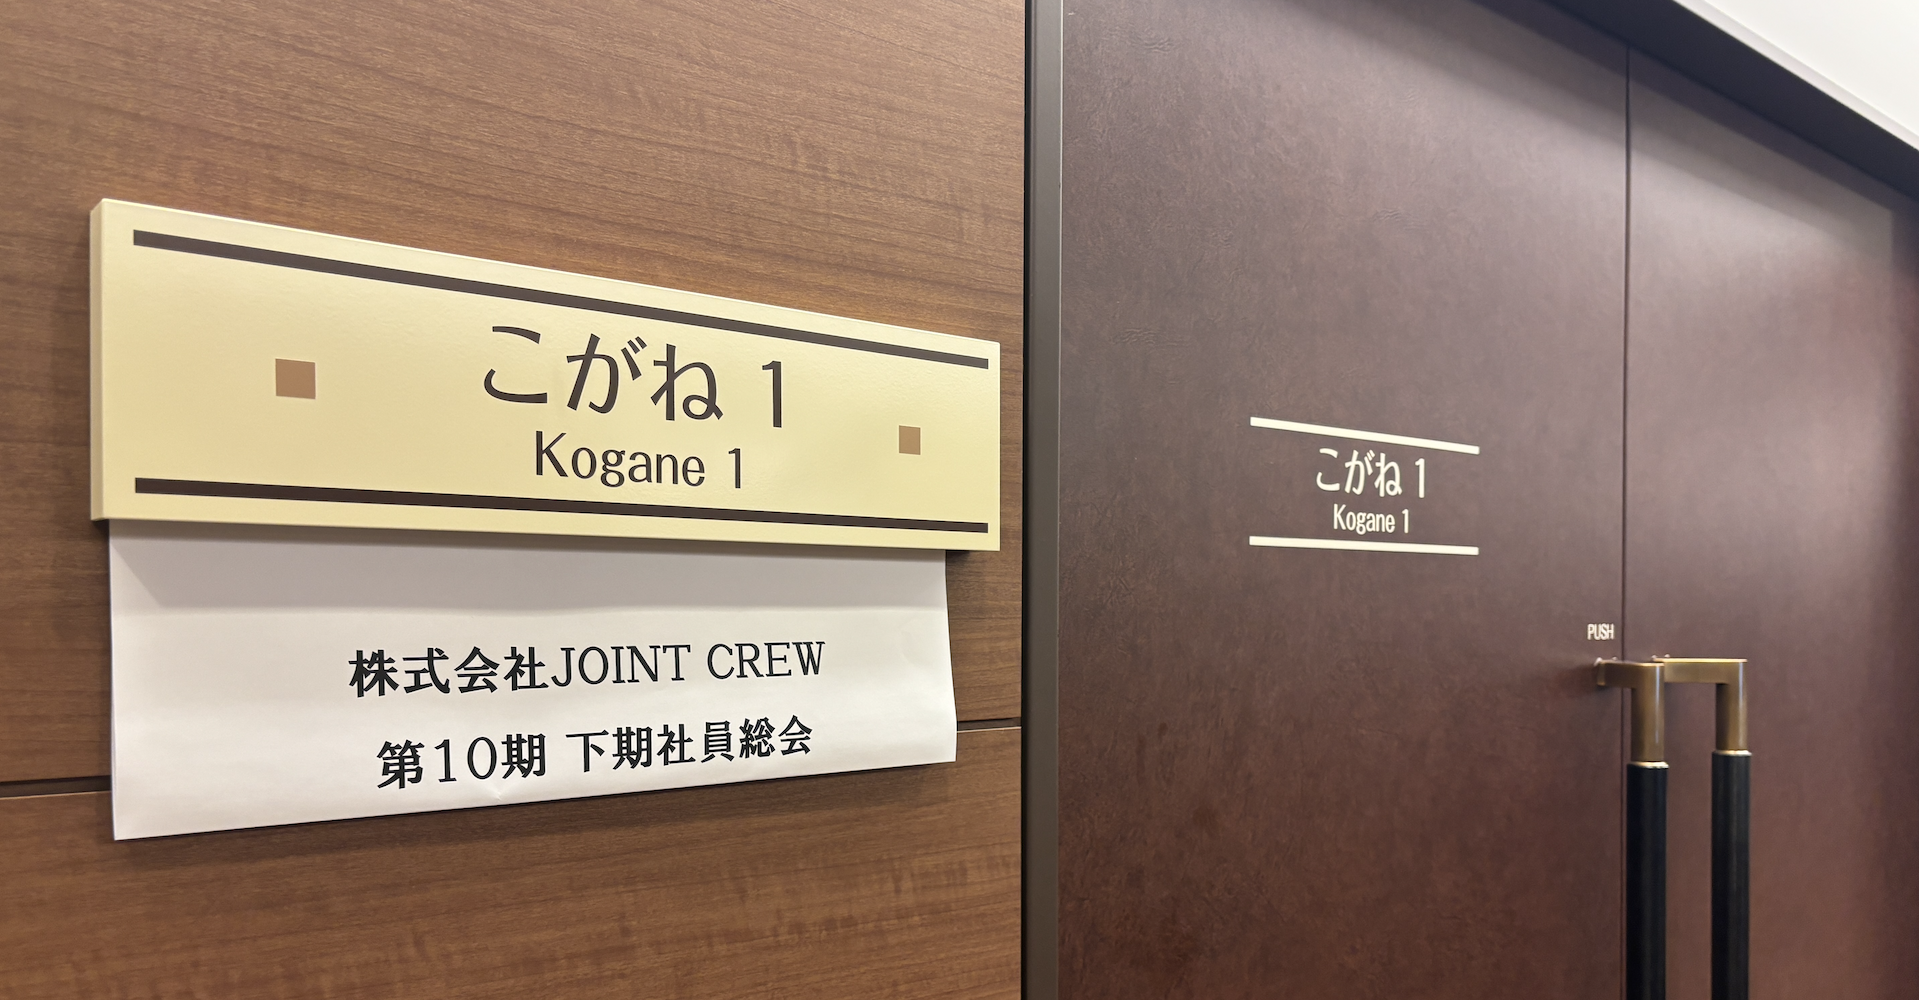 こがね 1
Kogane 1
株式会社JOINT CREW
第10期 下期社員総会
こがね 1
Kogane 1
PUSH